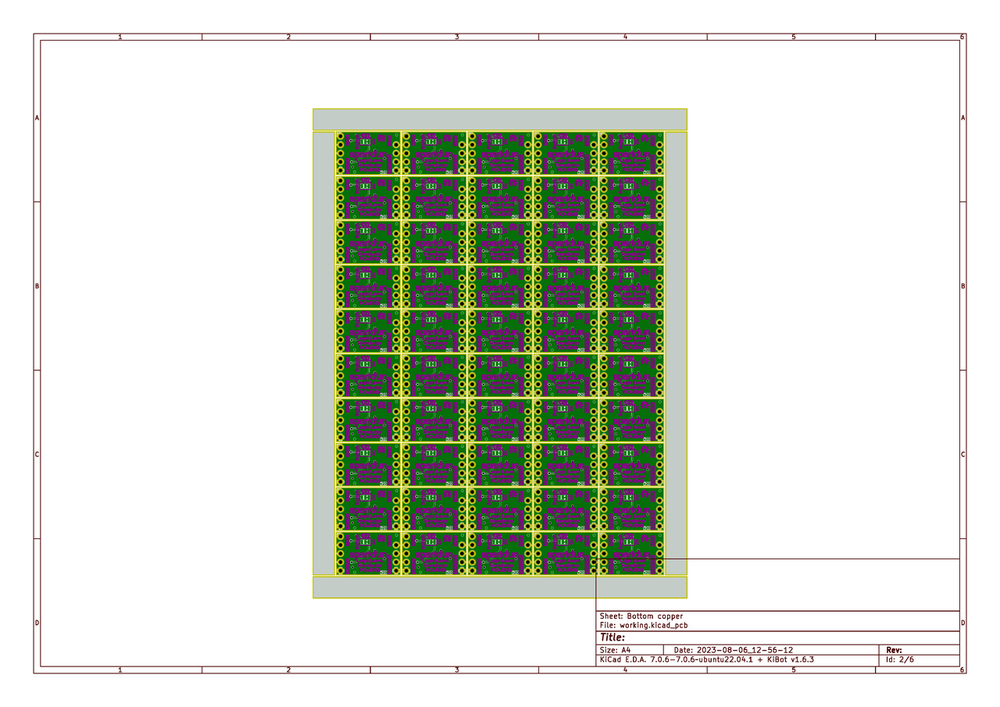 1 2 3 4 5 6
A A
B B
C C
D D
Sheet: Bottom copper
File: working.kicad_pcb
Title:
Size: A4 Date: 2023-08-06_12-56-12 Rev:
KiCad E.D.A. 7.0.6-7.0.6~ubuntu22.04.1 + KiBot v1.6.3 Id: 2/6
1 2 3 4 5 6